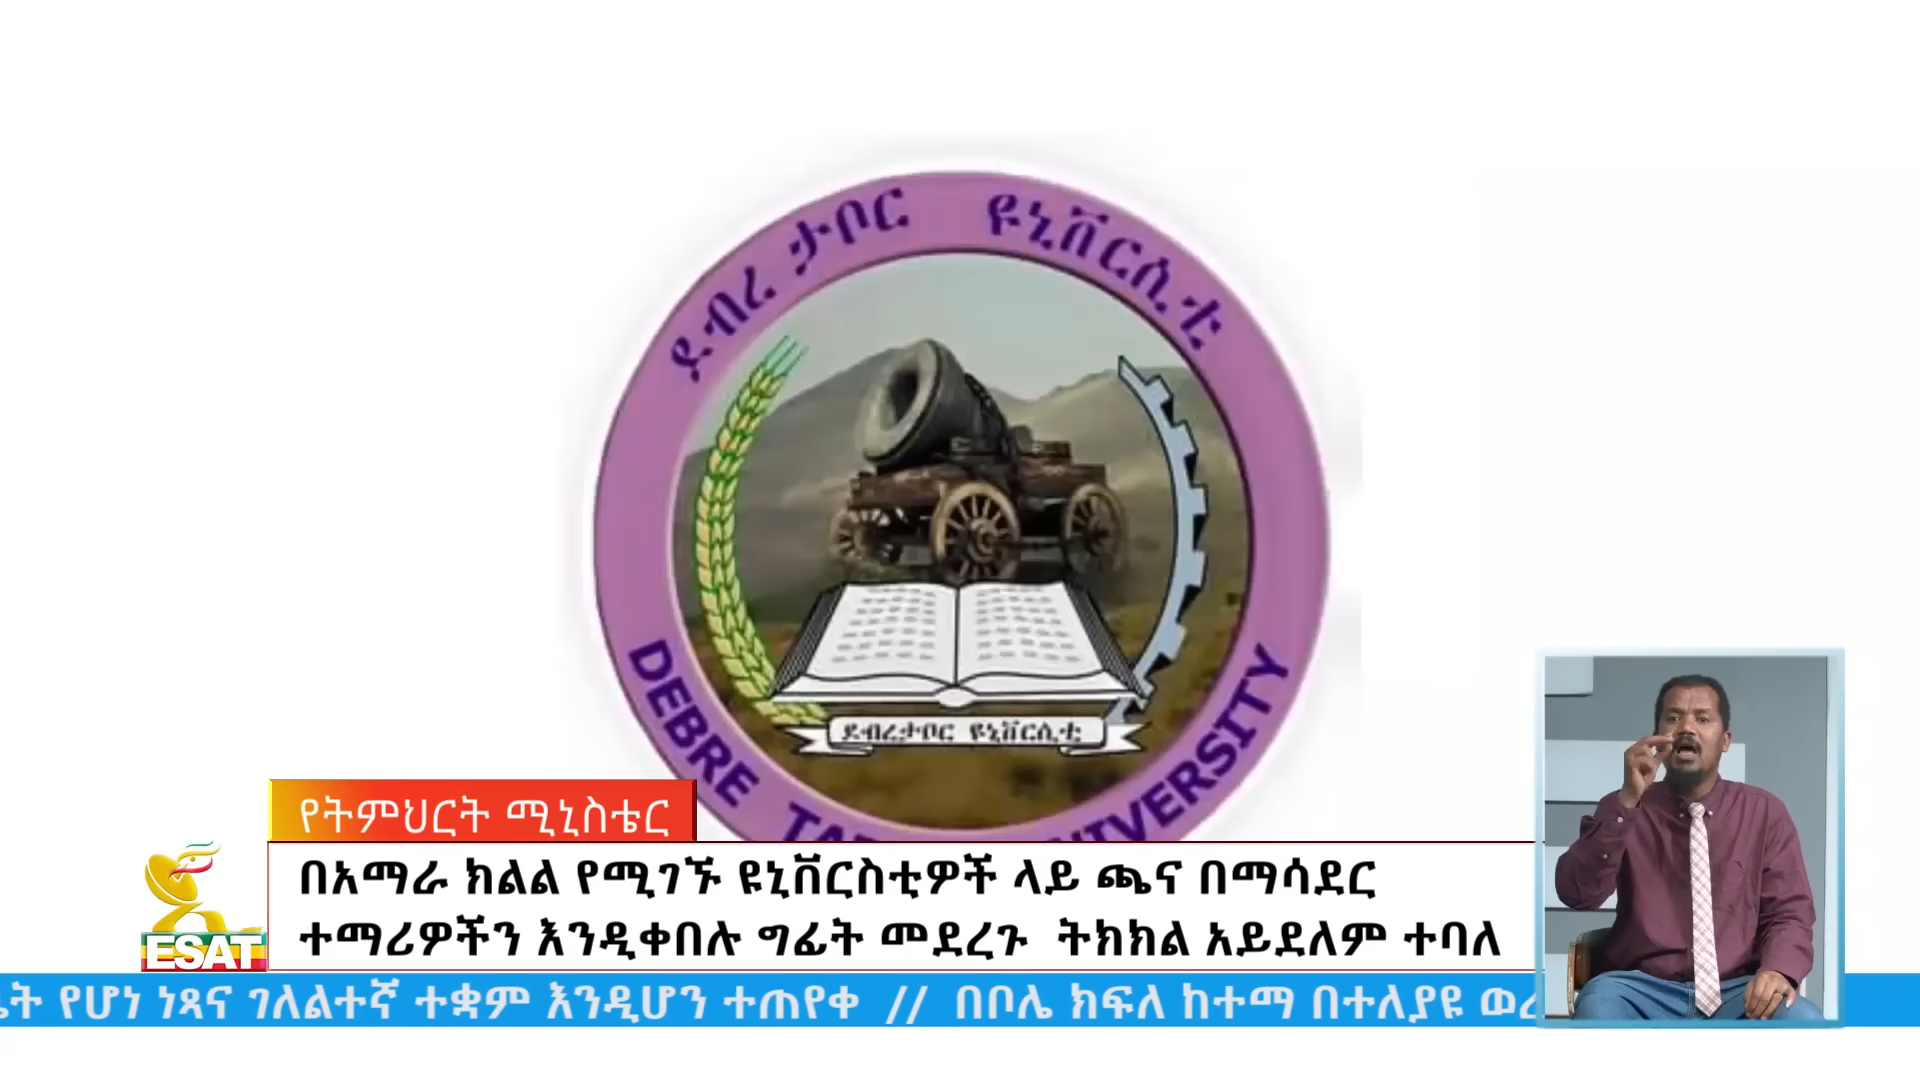 ደብረ ታቦር ዩኒቨርሲቲ
ደብረታቦር ዩኒቨርሲቲ
DEBRE
UNIVERSITY
የትምህርት ሚኒስቴር
በአማራ ክልል የሚገኙ ዩኒቨርስቲዎች ላይ ጫና በማሳደር
ተማሪዎችን እንዲቀበሉ ግፊት መደረጉ ትክክል አይደለም ተባለ
ESAT
የሆነ ነጻና ገለልተኛ ተቋም እንዲሆን ተጠየቀ // በቦሌ ክፍለ ከተማ በተለያዩ